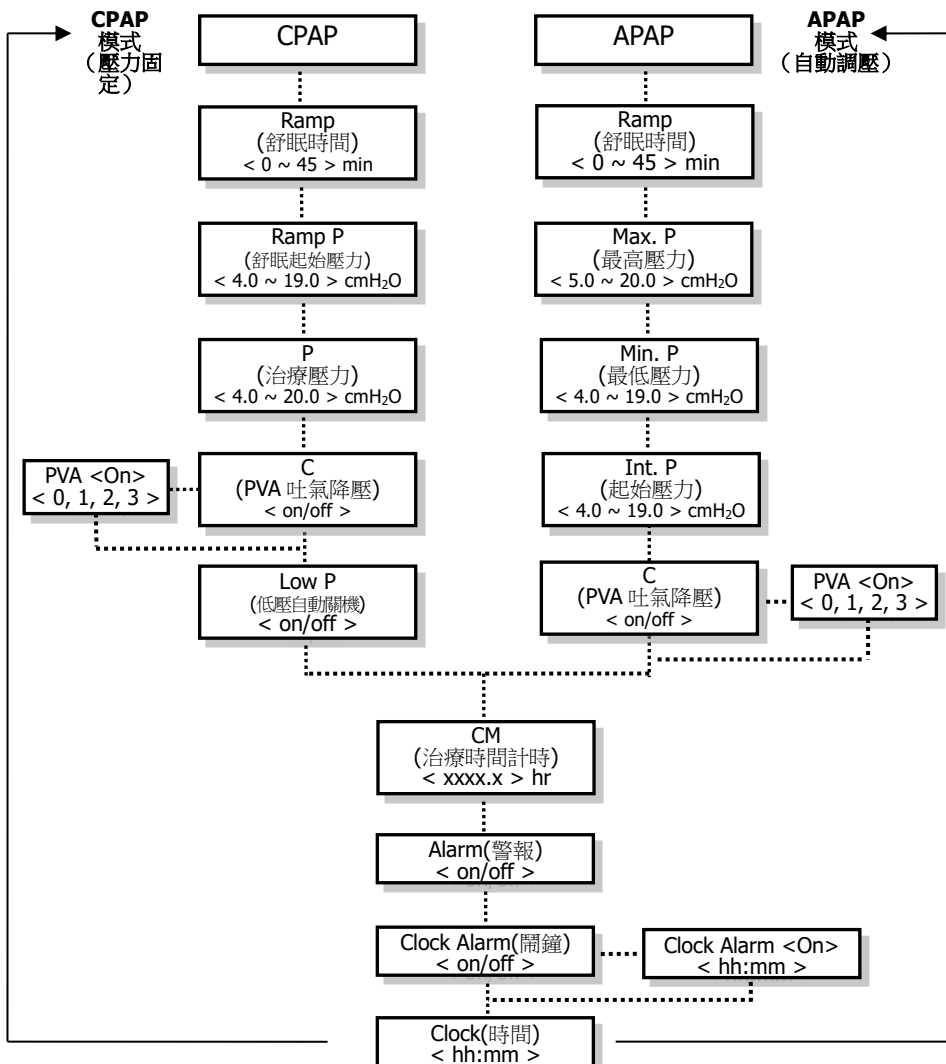 CPAP
模式
（壓力固
定）
CPAP
APAP
APAP
模式
（自動調壓）
Ramp
(舒眠時間)
< 0 ~ 45 > min
Ramp
(舒眠時間)
< 0 ~ 45 > min
Ramp P
(舒眠起始壓力)
< 4.0 ~ 19.0 > cmH₂O
Max. P
(最高壓力)
< 5.0 ~ 20.0 > cmH₂O
P
(治療壓力)
< 4.0 ~ 20.0 > cmH₂O
Min. P
(最低壓力)
< 4.0 ~ 19.0 > cmH₂O
PVA <On>
< 0, 1, 2, 3 >
C
(PVA 吐氣降壓)
< on/off >
Int. P
(起始壓力)
< 4.0 ~ 19.0 > cmH₂O
Low P
(低壓自動關機)
< on/off >
C
(PVA 吐氣降壓)
< on/off >
PVA <On>
< 0, 1, 2, 3 >
CM
(治療時間計時)
< xxxx.x > hr
Alarm(警報)
< on/off >
Clock Alarm(鬧鐘)
< on/off >
Clock Alarm <On>
< hh:mm >
Clock(時間)
< hh:mm >